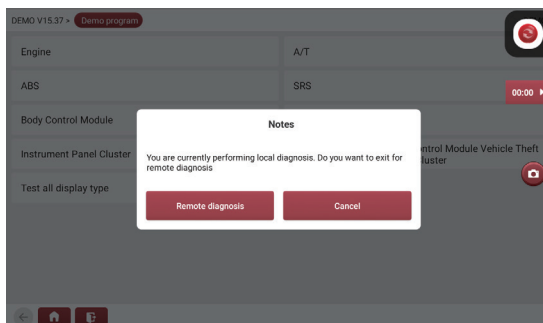 DEMO V15.37 > Demo program
Engine
A/T
ABS
SRS
00:00
Body Control Module
Notes
Instrument Panel Cluster
You are currently performing local diagnosis. Do you want to exit for
remote diagnosis
ntrol Module Vehicle Theft
luster
Test all display type
Remote diagnosis
Cancel